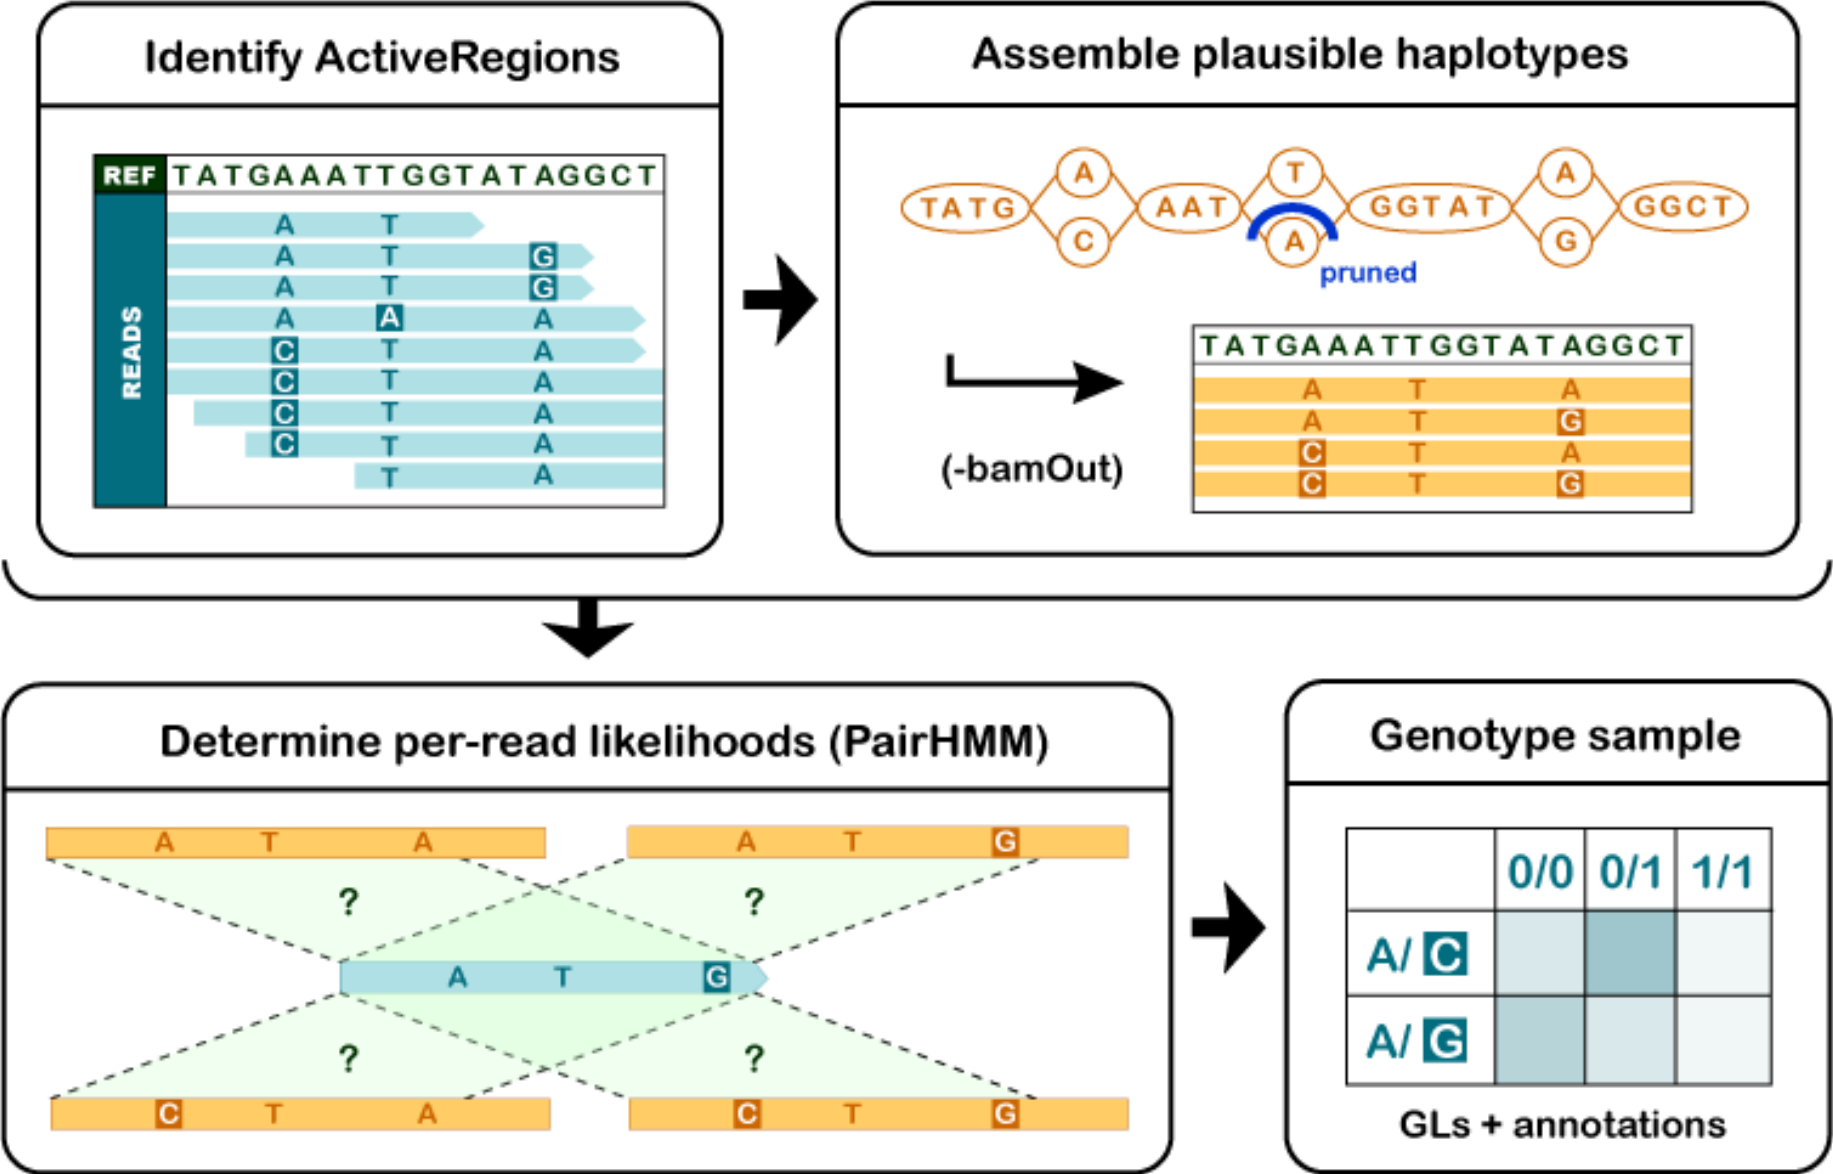 Identify ActiveRegions
REF TATGAAATTGGTATAGGCT
READS
A T
A T G
A T G
A A A
C T A
C T A
C T A
C T A
T A
Assemble plausible haplotypes
A T A
TATG AAT GGTAT GGCT
C A G
pruned
(-bamOut)
TATGAAATTGGTATAGGCT
A T A
A T G
C T A
C T G
Determine per-read likelihoods (PairHMM)
A T A A T G
? ?
A T G
? ?
C T A C T G
Genotype sample
0/0 0/1 1/1
A/ C
A/ G
GLs + annotations